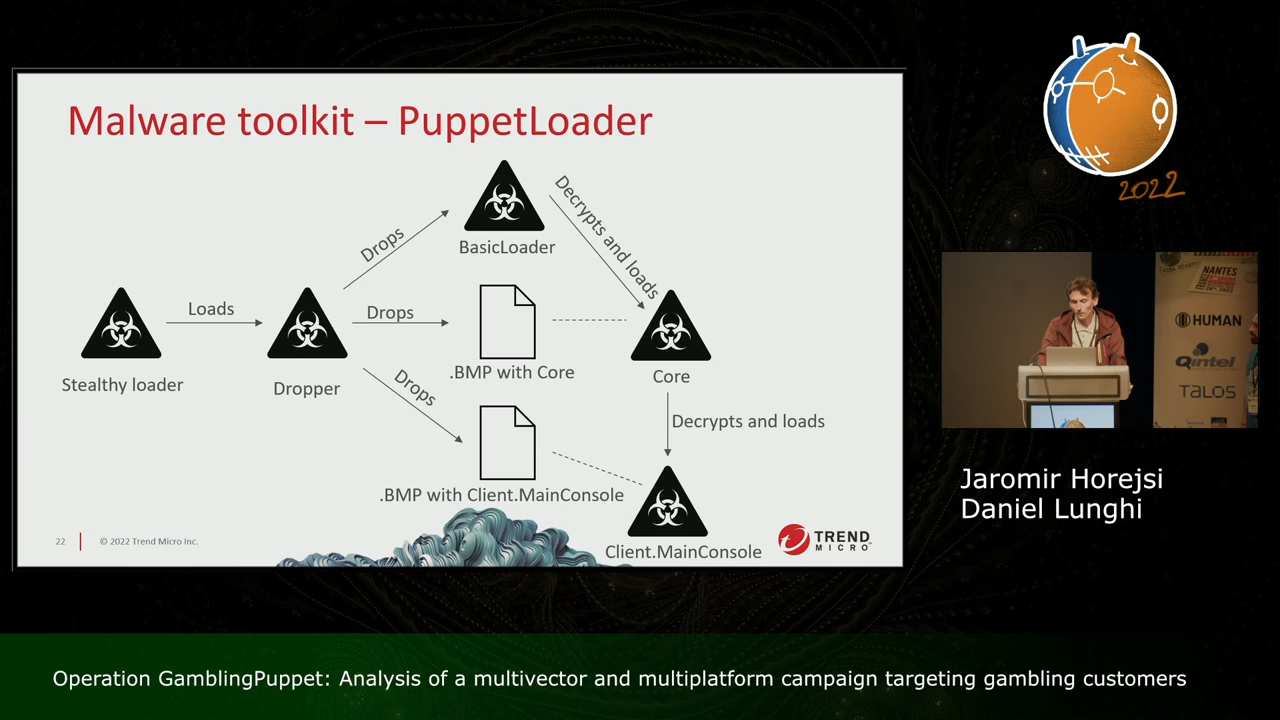 Malware toolkit – PuppetLoader
Decrypts and loads
Drops
BasicLoader
Loads
Drops
.BMP with Core
Core
Stealthy loader
Dropper
Drops
Decrypts and loads
.BMP with Client.MainConsole
Client.MainConsole
22
© 2022 Trend Micro Inc.
TREND
MICRO™
2022
NANTES
HUMAN
Qintel
TALOS
Jaromir Horejsi
Daniel Lunghi
Operation GamblingPuppet: Analysis of a multivector and multiplatform campaign targeting gambling customers